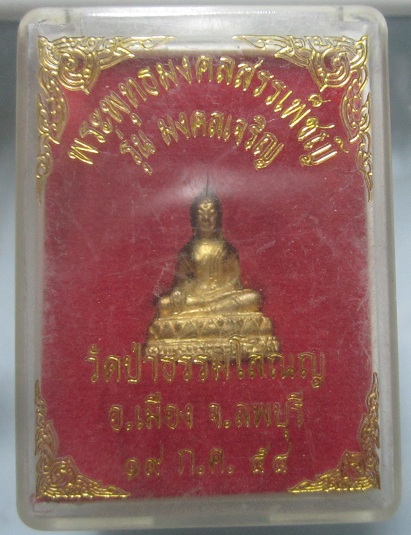 พระพุทธมงคลสรรเพ็ชญ์
รุ่น มงคลเจริญ
วัดป่าธรรมโสภณ
อ.เมือง จ.ลพบุรี
๑๙ ก.ค. ๕๔